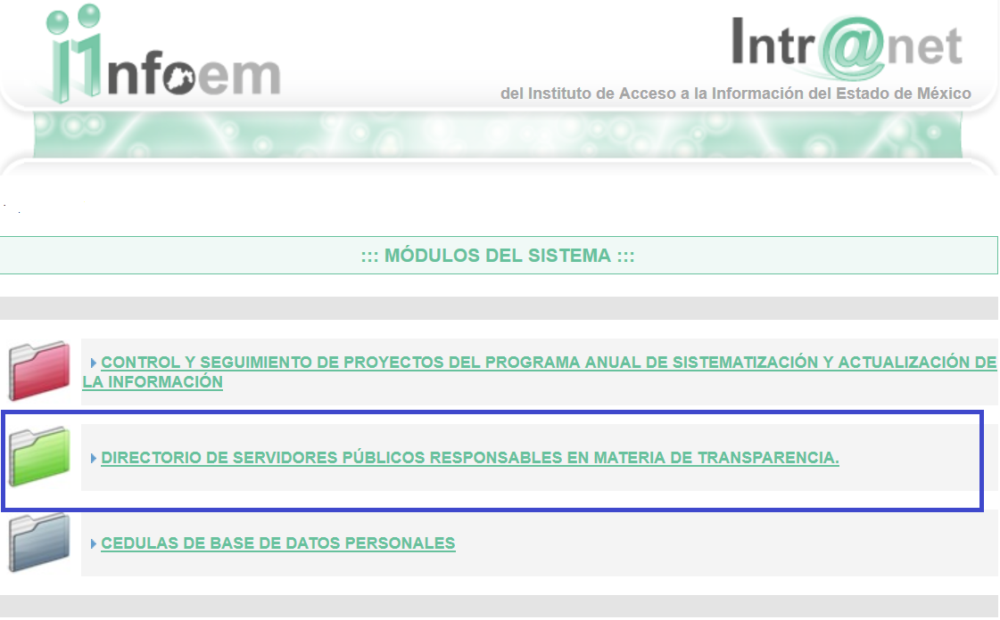 infoem
Intr@net
del Instituto de Acceso a la Información del Estado de México
::: MÓDULOS DEL SISTEMA :::
CONTROL Y SEGUIMIENTO DE PROYECTOS DEL PROGRAMA ANUAL DE SISTEMATIZACIÓN Y ACTUALIZACIÓN DE
LA INFORMACIÓN
DIRECTORIO DE SERVIDORES PÚBLICOS RESPONSABLES EN MATERIA DE TRANSPARENCIA.
CEDULAS DE BASE DE DATOS PERSONALES